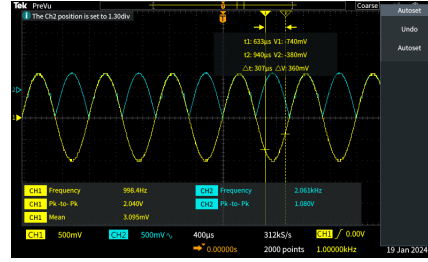 Tek PreVu
Coarse
Autoset
The Ch2 position is set to 1.30div
Undo
Autoset
t1: 633µs V1: -740mV
t2: 940µs V2: -380mV
△t: 307µs △V: 360mV
2
1
CH1 Frequency 998.4Hz CH2 Frequency 2.061kHz
CH1 Pk -to- Pk 2.040V CH2 Pk -to- Pk 1.080V
CH1 Mean 3.095mV
CH1 500mV CH2 500mV∿ 400µs 312kS/s CH1 / 0.00V
0.00000s 2000 points 1.00000kHz 19 Jan 2024